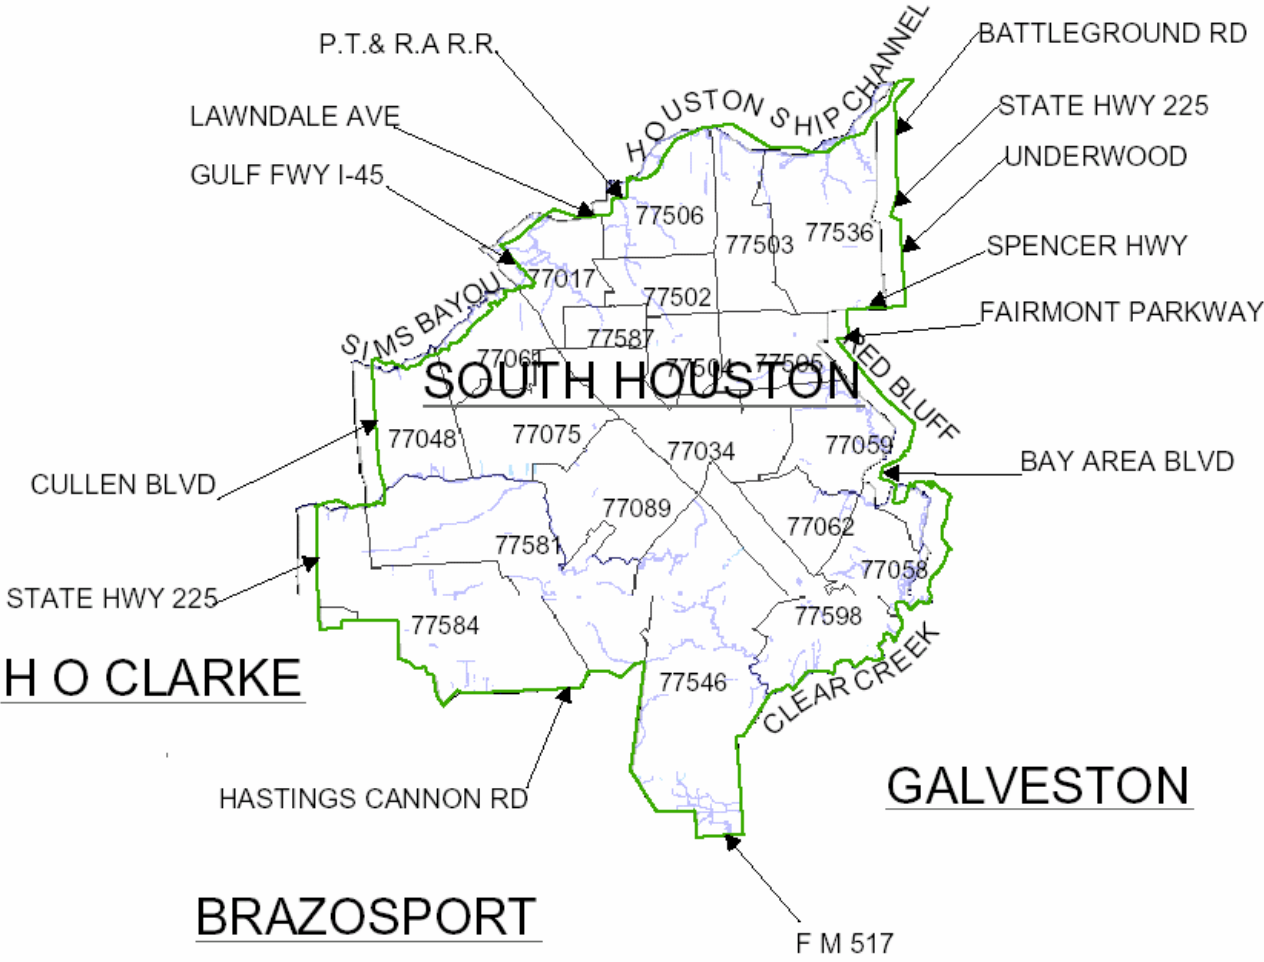 BATTLEGROUND RD
P.T.& R.A R.R.
HOUSTON SHIP CHANNEL
STATE HWY 225
LAWNDALE AVE
UNDERWOOD
GULF FWY I-45
77506
77536
77503
SPENCER HWY
77017
77502
FAIRMONT PARKWAY
SIMS BAYOU
77587
77061
77504
77505
SOUTH HOUSTON
RED BLUFF
77048
77075
77034
77059
BAY AREA BLVD
CULLEN BLVD
77089
77062
77581
77058
STATE HWY 225
77584
77598
H O CLARKE
77546
CLEAR CREEK
HASTINGS CANNON RD
GALVESTON
BRAZOSPORT
F M 517